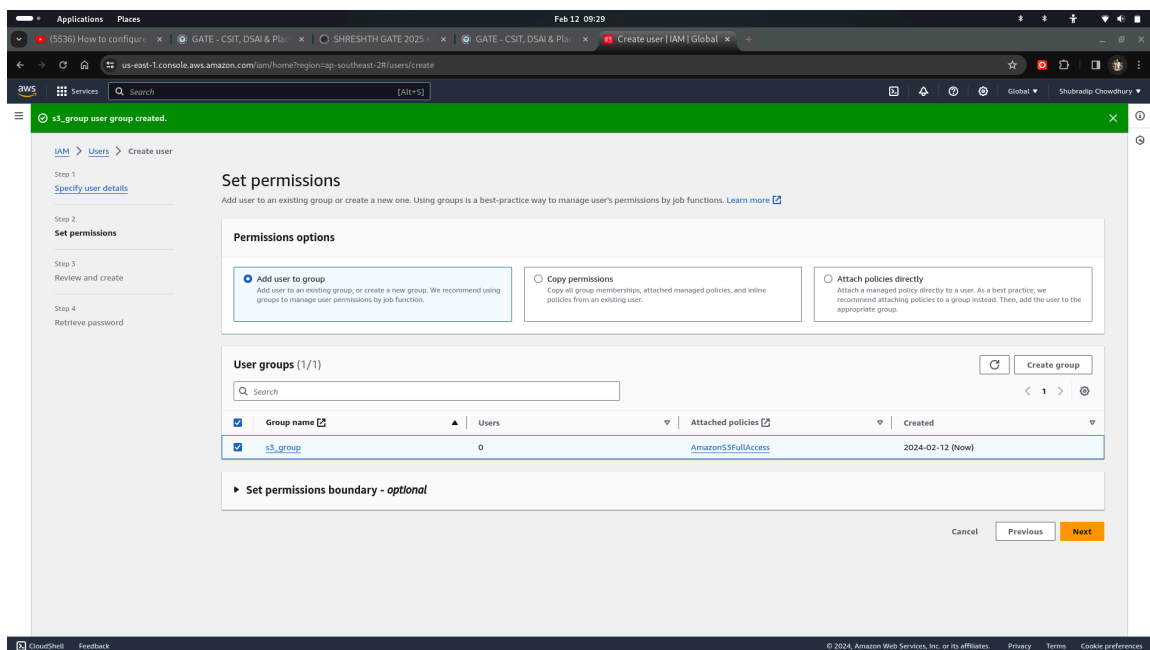 Applications Places Feb 12 09:29
(5536) How to configure GATE - CSIT, DSAI & Plac SHRESHTH GATE 2025 GATE - CSIT, DSAI & Plac Create user | IAM | Global
us-east-1.console.aws.amazon.com/iam/home?region=ap-southeast-2#/users/create
aws Services Search [Alt+S] Global Shubradip Chowdhury
s3_group user group created.
IAM > Users > Create user
Step 1
Specify user details
Step 2
Set permissions
Step 3
Review and create
Step 4
Retrieve password
Set permissions
Add user to an existing group or create a new one. Using groups is a best-practice way to manage user's permissions by job functions. Learn more
Permissions options
Add user to group
Add user to an existing group, or create a new group. We recommend using
groups to manage user permissions by job function.
Copy permissions
Copy all group memberships, attached managed policies, and inline
policies from an existing user.
Attach policies directly
Attach a managed policy directly to a user. As a best practice, we
recommend attaching policies to a group instead. Then, add the user to the
appropriate group.
User groups (1/1)
Create group
Search
1
Group name Users Attached policies Created
s3_group 0 AmazonS3FullAccess 2024-02-12 (Now)
Set permissions boundary - optional
Cancel Previous Next
CloudShell Feedback © 2024, Amazon Web Services, Inc. or its affiliates. Privacy Terms Cookie preferences